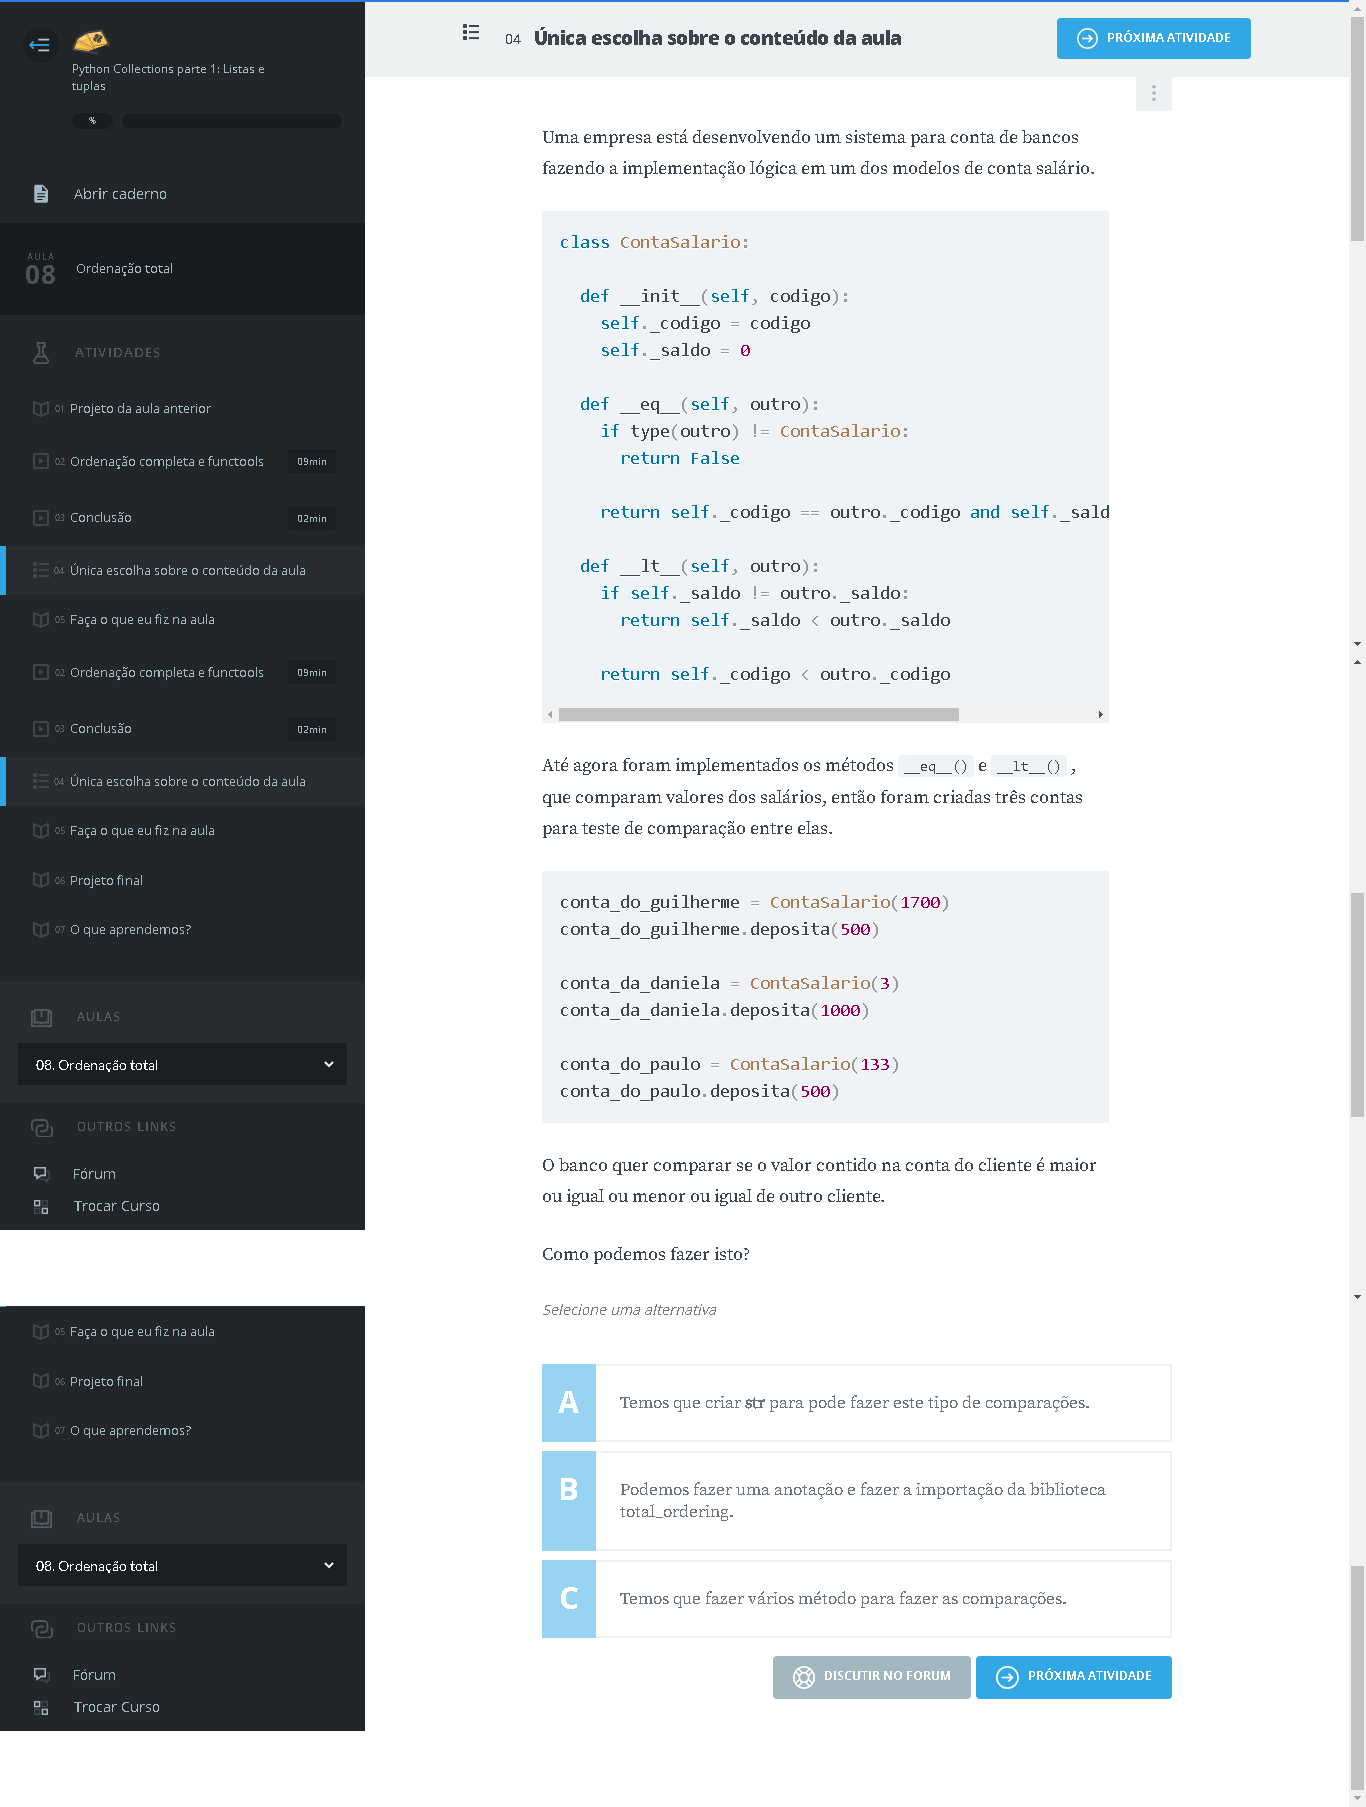 Python Collections parte 1: Listas e
tuplas
%
Abrir caderno
AULA
08
Ordenação total
ATIVIDADES
01 Projeto da aula anterior
02 Ordenação completa e functools 09min
03 Conclusão 02min
04 Única escolha sobre o conteúdo da aula
05 Faça o que eu fiz na aula
02 Ordenação completa e functools 09min
03 Conclusão 02min
04 Única escolha sobre o conteúdo da aula
05 Faça o que eu fiz na aula
06 Projeto final
07 O que aprendemos?
AULAS
08. Ordenação total
OUTROS LINKS
Fórum
Trocar Curso
05 Faça o que eu fiz na aula
06 Projeto final
07 O que aprendemos?
AULAS
08. Ordenação total
OUTROS LINKS
Fórum
Trocar Curso
04 Única escolha sobre o conteúdo da aula
PRÓXIMA ATIVIDADE
Uma empresa está desenvolvendo um sistema para conta de bancos
fazendo a implementação lógica em um dos modelos de conta salário.
class ContaSalario:
def __init__(self, codigo):
self._codigo = codigo
self._saldo = 0
def __eq__(self, outro):
if type(outro) != ContaSalario:
return False
return self._codigo == outro._codigo and self._sald
def __lt__(self, outro):
if self._saldo != outro._saldo:
return self._saldo < outro._saldo
return self._codigo < outro._codigo
Até agora foram implementados os métodos __eq__() e __lt__() ,
que comparam valores dos salários, então foram criadas três contas
para teste de comparação entre elas.
conta_do_guilherme = ContaSalario(1700)
conta_do_guilherme.deposita(500)
conta_da_daniela = ContaSalario(3)
conta_da_daniela.deposita(1000)
conta_do_paulo = ContaSalario(133)
conta_do_paulo.deposita(500)
O banco quer comparar se o valor contido na conta do cliente é maior
ou igual ou menor ou igual de outro cliente.
Como podemos fazer isto?
Selecione uma alternativa
A Temos que criar str para pode fazer este tipo de comparações.
B Podemos fazer uma anotação e fazer a importação da biblioteca
total_ordering.
C Temos que fazer vários método para fazer as comparações.
DISCUTIR NO FORUM
PRÓXIMA ATIVIDADE